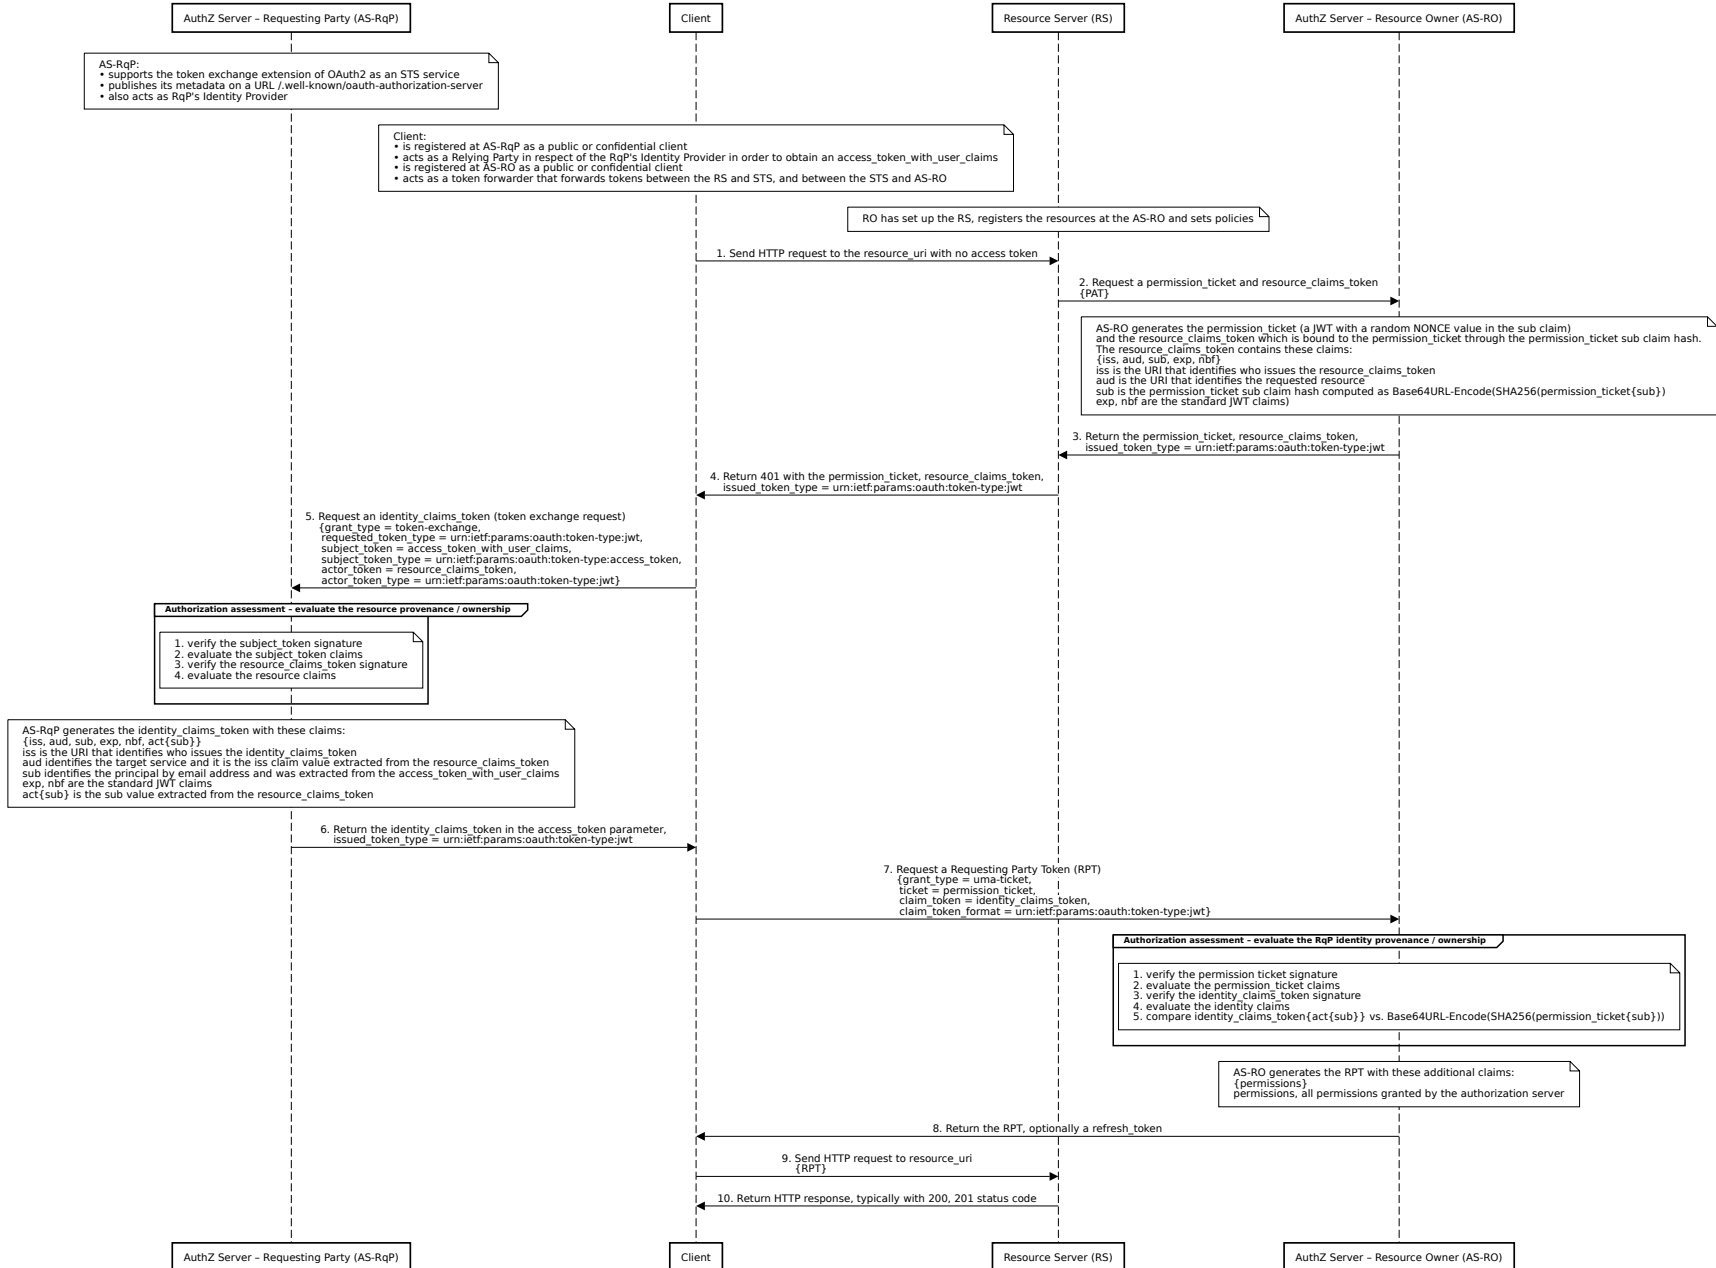 AuthZ Server – Requesting Party (AS-RqP)
Client
Resource Server (RS)
AuthZ Server – Resource Owner (AS-RO)
AS-RqP:
• supports the token exchange extension of OAuth2 as an STS service
• publishes its metadata on a URL /.well-known/oauth-authorization-server
• also acts as RqP's Identity Provider
Client:
• is registered at AS-RqP as a public or confidential client
• acts as a Relying Party in respect of the RqP's Identity Provider in order to obtain an access_token_with_user_claims
• is registered at AS-RO as a public or confidential client
• acts as a token forwarder that forwards tokens between the RS and STS, and between the STS and AS-RO
RO has set up the RS, registers the resources at the AS-RO and sets policies
1. Send HTTP request to the resource_uri with no access token
2. Request a permission_ticket and resource_claims_token
{PAT}
AS-RO generates the permission_ticket (a JWT with a random NONCE value in the sub claim)
and the resource_claims_token which is bound to the permission_ticket through the permission_ticket sub claim hash.
The resource_claims_token contains these claims:
{iss, aud, sub, exp, nbf}
iss is the URI that identifies who issues the resource_claims_token
aud is the URI that identifies the requested resource
sub is the permission_ticket sub claim hash computed as Base64URL-Encode(SHA256(permission_ticket{sub})
exp, nbf are the standard JWT claims)
3. Return the permission_ticket, resource_claims_token,
issued_token_type = urn:ietf:params:oauth:token-type:jwt
4. Return 401 with the permission_ticket, resource_claims_token,
issued_token_type = urn:ietf:params:oauth:token-type:jwt
5. Request an identity_claims_token (token exchange request)
{grant_type = token-exchange,
requested_token_type = urn:ietf:params:oauth:token-type:jwt,
subject_token = access_token_with_user_claims,
subject_token_type = urn:ietf:params:oauth:token-type:access_token,
actor_token = resource_claims_token,
actor_token_type = urn:ietf:params:oauth:token-type:jwt}
Authorization assessment – evaluate the resource provenance / ownership
1. verify the subject_token signature
2. evaluate the subject_token claims
3. verify the resource_claims_token signature
4. evaluate the resource claims
AS-RqP generates the identity_claims_token with these claims:
{iss, aud, sub, exp, nbf, act{sub}}
iss is the URI that identifies who issues the identity_claims_token
aud identifies the target service and it is the iss claim value extracted from the resource_claims_token
sub identifies the principal by email address and was extracted from the access_token_with_user_claims
exp, nbf are the standard JWT claims
act{sub} is the sub value extracted from the resource_claims_token
6. Return the identity_claims_token in the access_token parameter,
issued_token_type = urn:ietf:params:oauth:token-type:jwt
7. Request a Requesting Party Token (RPT)
{grant_type = uma-ticket,
ticket = permission_ticket,
claim_token = identity_claims_token,
claim_token_format = urn:ietf:params:oauth:token-type:jwt}
Authorization assessment – evaluate the RqP identity provenance / ownership
1. verify the permission ticket signature
2. evaluate the permission_ticket claims
3. verify the identity_claims_token signature
4. evaluate the identity claims
5. compare identity_claims_token{act{sub}} vs. Base64URL-Encode(SHA256(permission_ticket{sub}))
AS-RO generates the RPT with these additional claims:
{permissions}
permissions, all permissions granted by the authorization server
8. Return the RPT, optionally a refresh_token
9. Send HTTP request to resource_uri
{RPT}
10. Return HTTP response, typically with 200, 201 status code
AuthZ Server – Requesting Party (AS-RqP)
Client
Resource Server (RS)
AuthZ Server – Resource Owner (AS-RO)